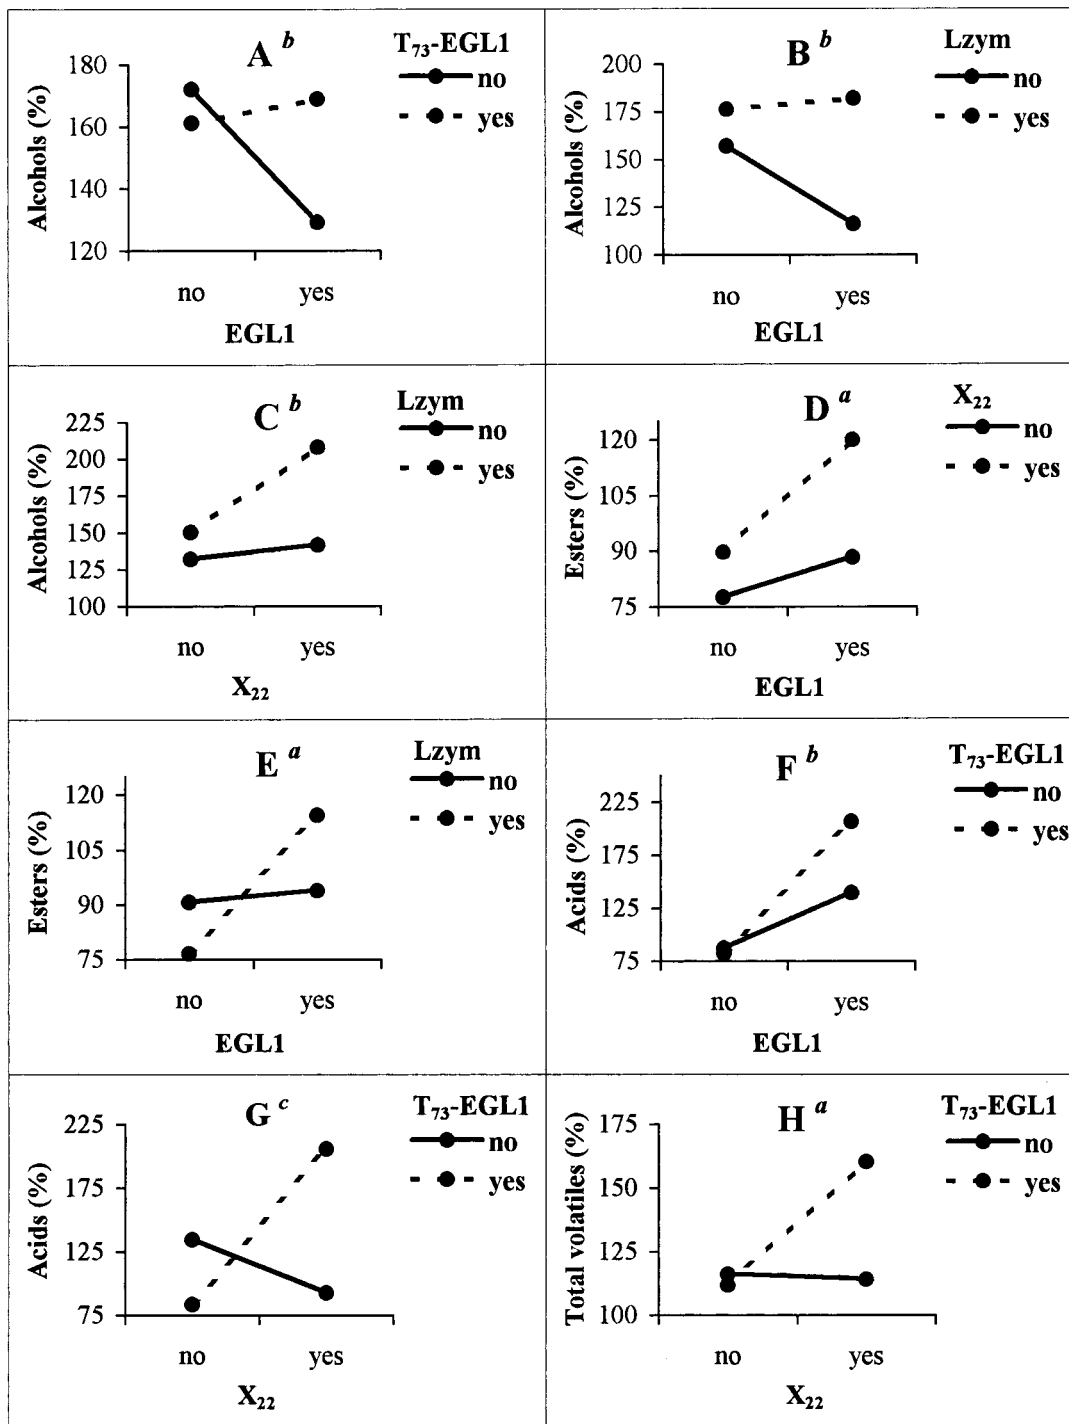 A b
T73-EGL1
no
yes
Alcohols (%)
180
160
140
120
no yes
EGL1
B b
Lzym
no
yes
Alcohols (%)
200
175
150
125
100
no yes
EGL1
C b
Lzym
no
yes
Alcohols (%)
225
200
175
150
125
100
no yes
X22
D a
X22
no
yes
Esters (%)
120
105
90
75
no yes
EGL1
E a
Lzym
no
yes
Esters (%)
120
105
90
75
no yes
EGL1
F b
T73-EGL1
no
yes
Acids (%)
225
175
125
75
no yes
EGL1
G c
T73-EGL1
no
yes
Acids (%)
225
175
125
75
no yes
X22
H a
T73-EGL1
no
yes
Total volatiles (%)
175
150
125
100
no yes
X22